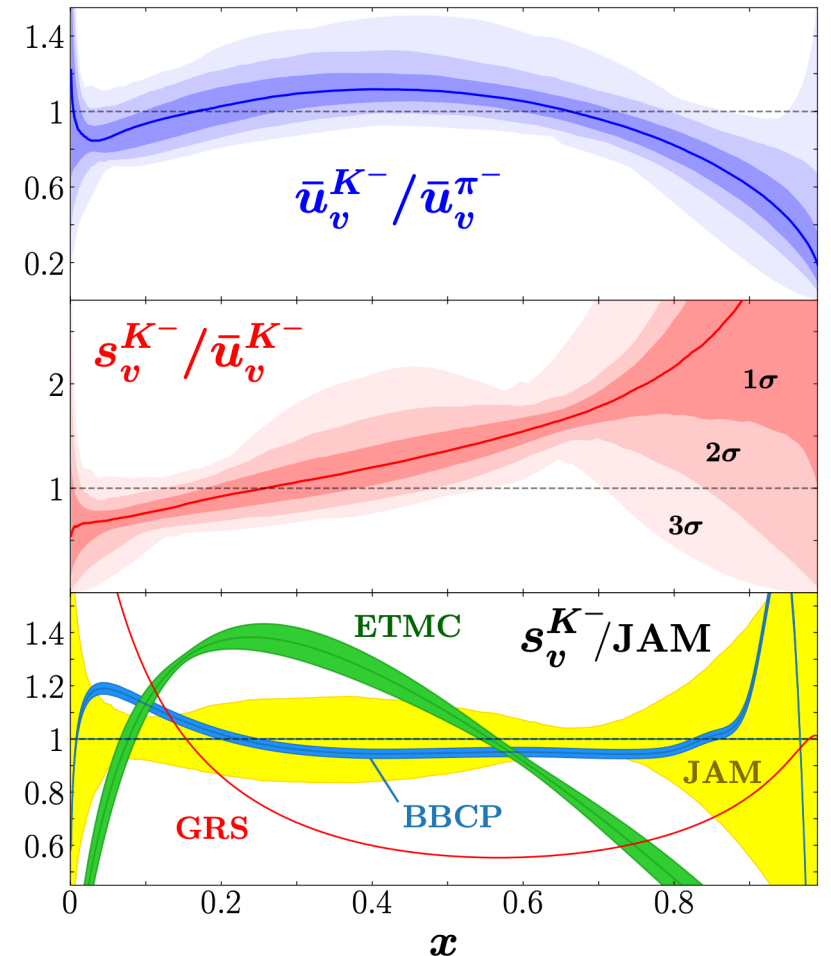 1.4
1
0.6
0.2
ū_v^{K^-}/ū_v^{π^-}
s_v^{K^-}/ū_v^{K^-}
2
1
1σ
2σ
3σ
1.4
1.2
1
0.8
0.6
ETMC
s_v^{K^-}/JAM
JAM
BBCP
GRS
0 0.2 0.4 0.6 0.8
x